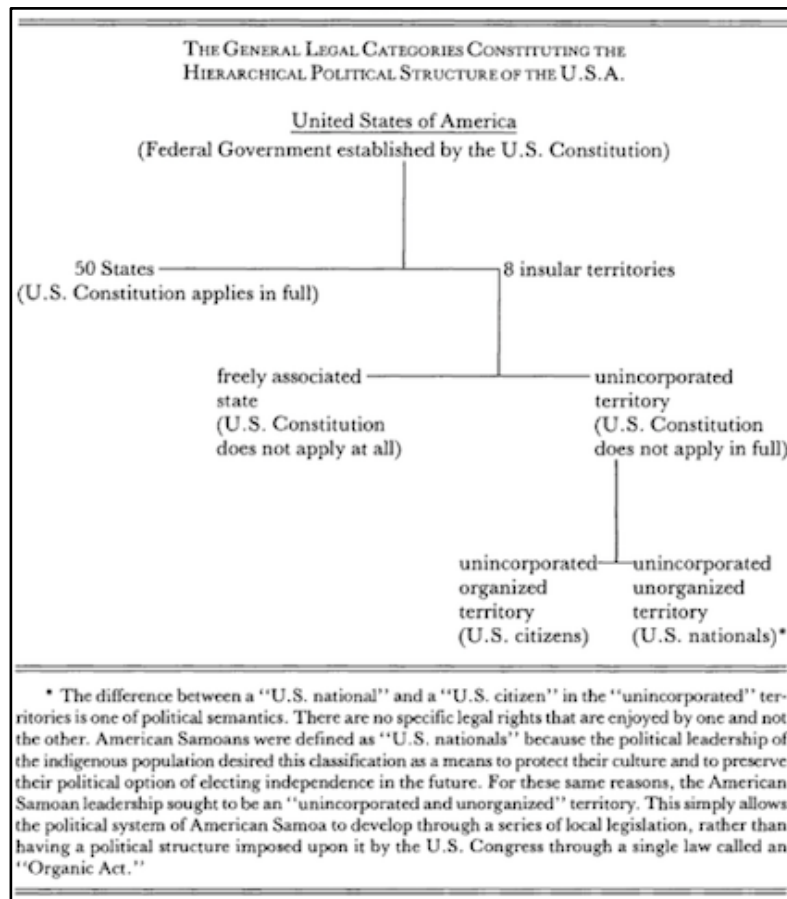 THE GENERAL LEGAL CATEGORIES CONSTITUTING THE
HIERARCHICAL POLITICAL STRUCTURE OF THE U.S.A.
United States of America
(Federal Government established by the U.S. Constitution)
50 States
(U.S. Constitution applies in full)
8 insular territories
freely associated
state
(U.S. Constitution
does not apply at all)
unincorporated
territory
(U.S. Constitution
does not apply in full)
unincorporated
organized
territory
(U.S. citizens)
unincorporated
unorganized
territory
(U.S. nationals)*
* The difference between a "U.S. national" and a "U.S. citizen" in the "unincorporated" ter-
ritories is one of political semantics. There are no specific legal rights that are enjoyed by one and not
the other. American Samoans were defined as "U.S. nationals" because the political leadership of
the indigenous population desired this classification as a means to protect their culture and to preserve
their political option of electing independence in the future. For these same reasons, the American
Samoan leadership sought to be an "unincorporated and unorganized" territory. This simply allows
the political system of American Samoa to develop through a series of local legislation, rather than
having a political structure imposed upon it by the U.S. Congress through a single law called an
"Organic Act."